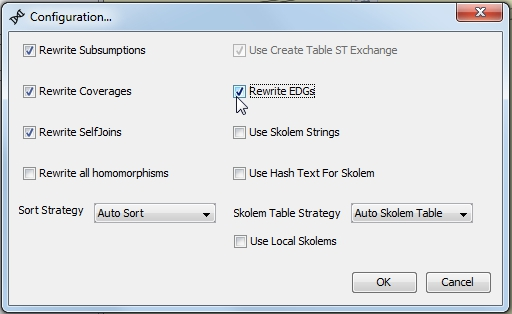 Configuration...
Rewrite Subsumptions
Use Create Table ST Exchange
Rewrite Coverages
Rewrite EDGs
Rewrite SelfJoins
Use Skolem Strings
Rewrite all homomorphisms
Use Hash Text For Skolem
Sort Strategy
Auto Sort
Skolem Table Strategy
Auto Skolem Table
Use Local Skolems
OK
Cancel